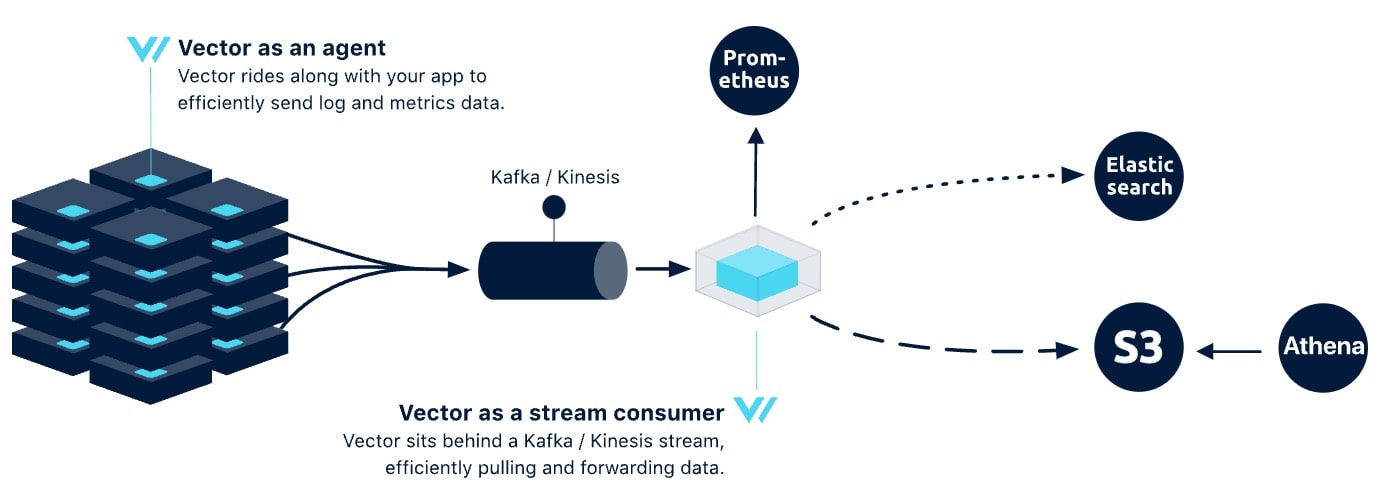 Vector as an agent
Vector rides along with your app to
efficiently send log and metrics data.
Prom-
etheus
Kafka / Kinesis
Elastic
search
S3
Athena
Vector as a stream consumer
Vector sits behind a Kafka / Kinesis stream,
efficiently pulling and forwarding data.